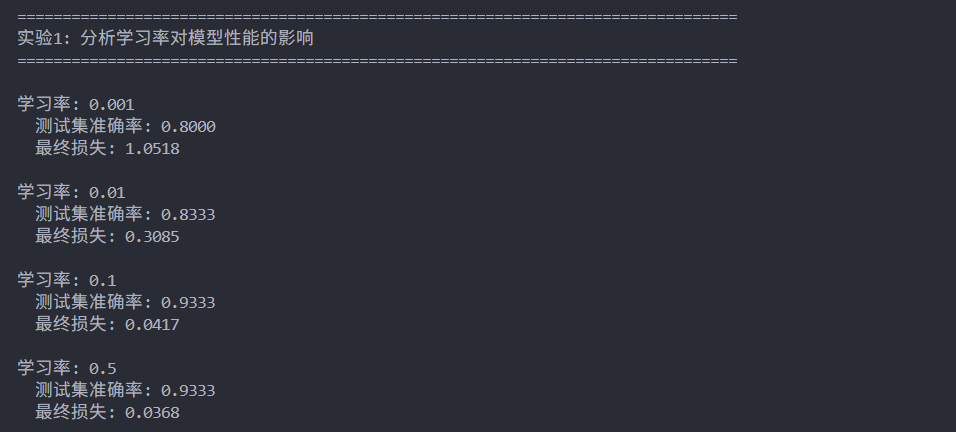 ================================================================================
实验1: 分析学习率对模型性能的影响
================================================================================
学习率: 0.001
测试集准确率: 0.8000
最终损失: 1.0518
学习率: 0.01
测试集准确率: 0.8333
最终损失: 0.3085
学习率: 0.1
测试集准确率: 0.9333
最终损失: 0.0417
学习率: 0.5
测试集准确率: 0.9333
最终损失: 0.0368